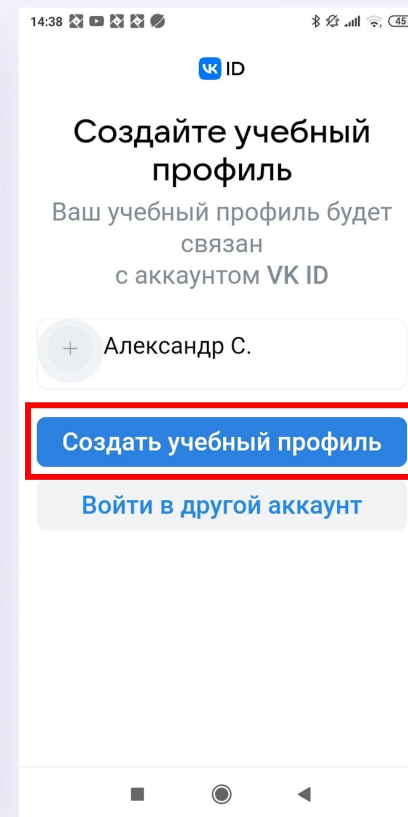 14:38 45
VK ID
Создайте учебный
профиль
Ваш учебный профиль будет
связан
с аккаунтом VK ID
+ Александр С.
Создать учебный профиль
Войти в другой аккаунт